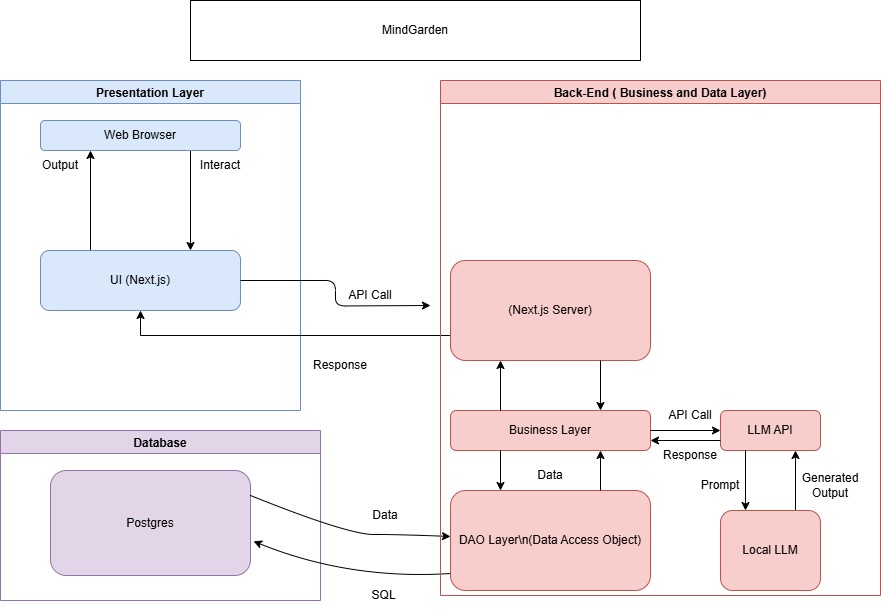 MindGarden
Presentation Layer
Web Browser
Output
Interact
UI (Next.js)
API Call
Response
Back-End ( Business and Data Layer)
(Next.js Server)
Business Layer
API Call
LLM API
Response
Data
Prompt
Generated
Output
DAO Layer\n(Data Access Object)
Local LLM
Database
Postgres
Data
SQL